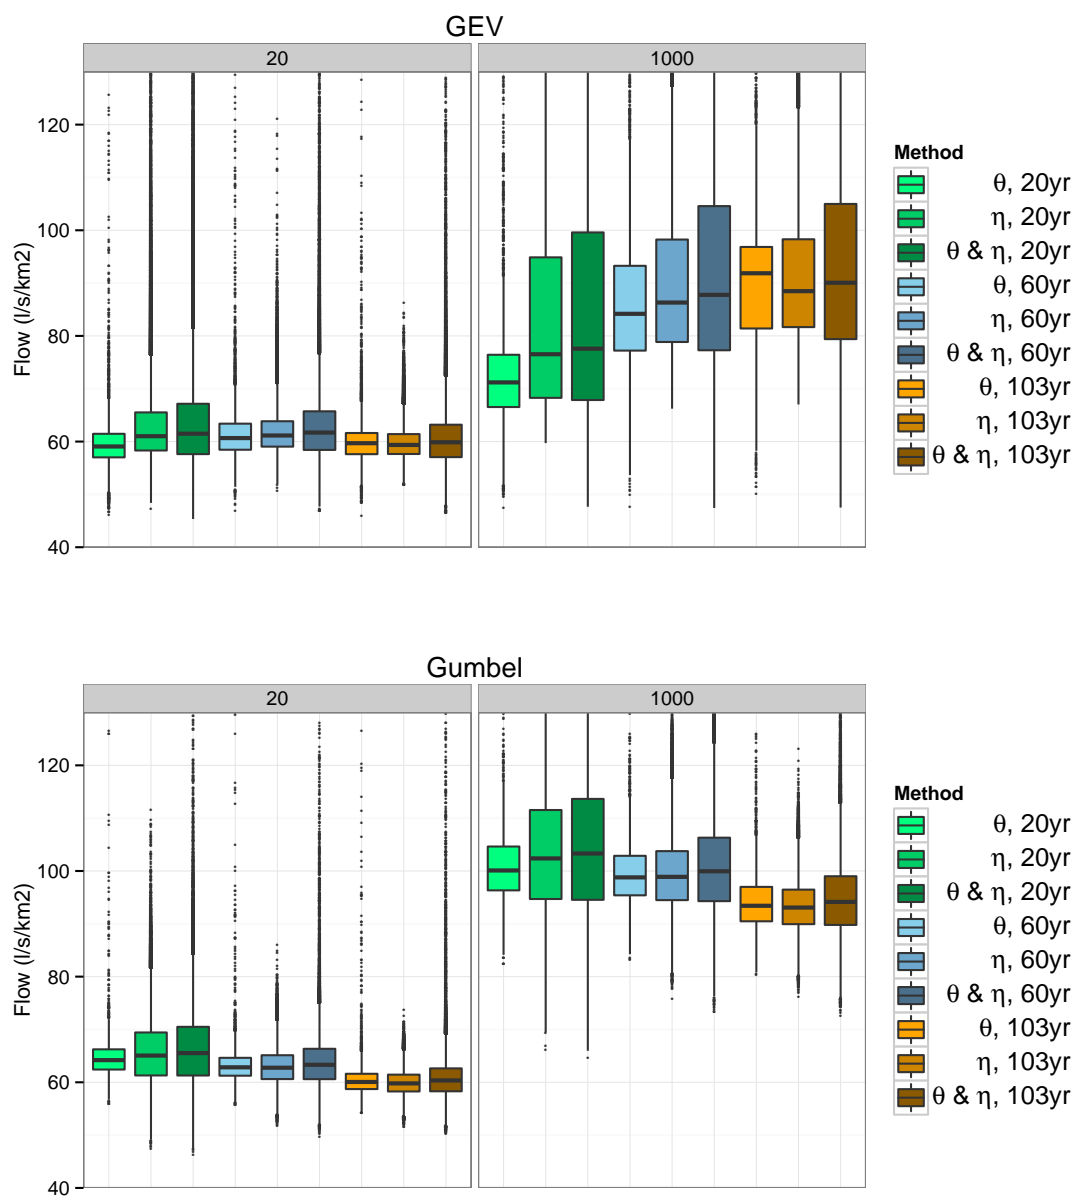 GEV
20
1000
120
100
80
60
40
Flow (l/s/km2)
Method
θ, 20yr
η, 20yr
θ & η, 20yr
θ, 60yr
η, 60yr
θ & η, 60yr
θ, 103yr
η, 103yr
θ & η, 103yr
Gumbel
20
1000
120
100
80
60
40
Flow (l/s/km2)
Method
θ, 20yr
η, 20yr
θ & η, 20yr
θ, 60yr
η, 60yr
θ & η, 60yr
θ, 103yr
η, 103yr
θ & η, 103yr